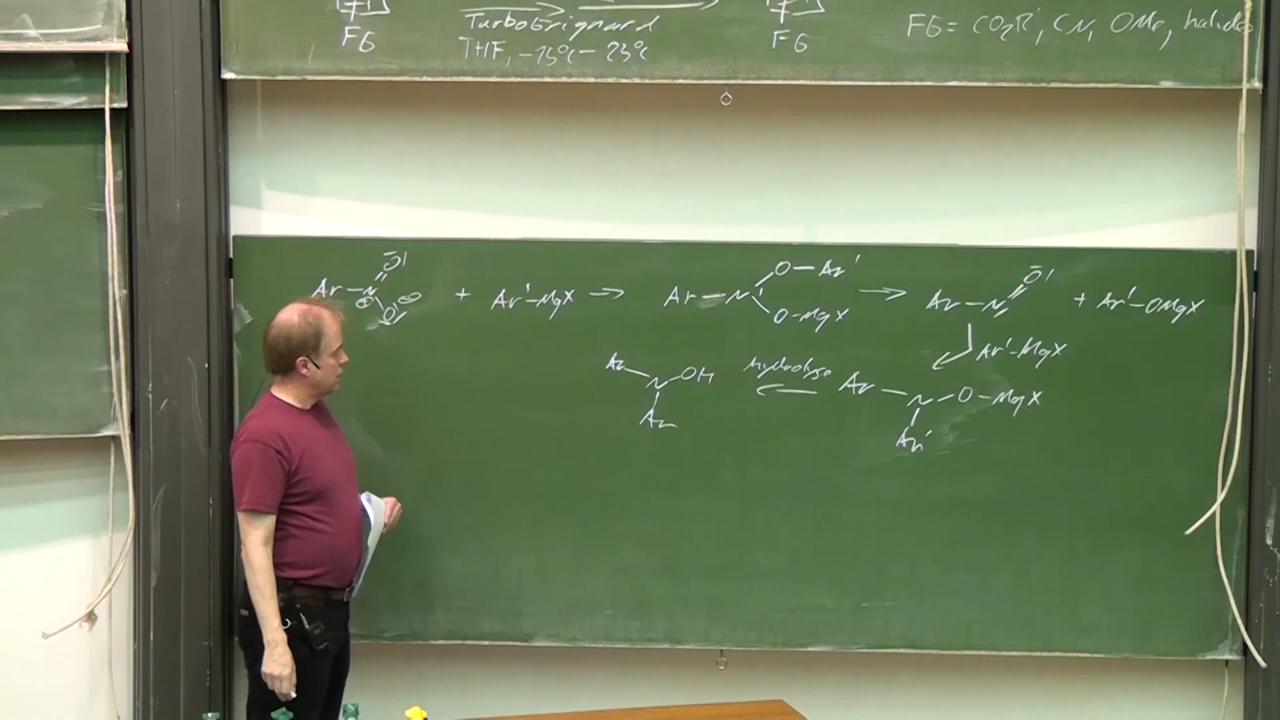 FG TurboGrignard FG FG = CO2R', CN, OMe, halide
THF, -15°C - 25°C
Ar-N + Ar'-MgX → Ar-N O-Ar' O-MgX → Ar-N O + Ar'-OMgX
Ar'-MgX
Ar N OH Ar Hydrolyse ← Ar N-O-MgX Ar'